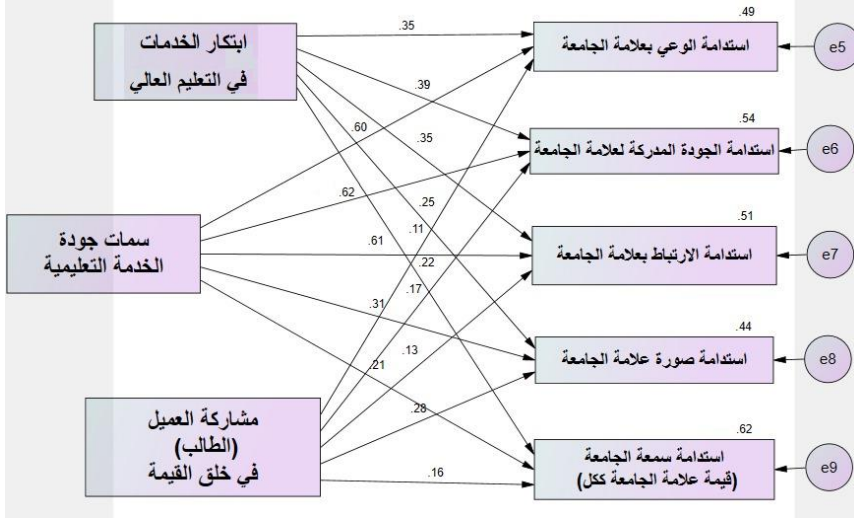 ابتكار الخدمات
في التعليم العالي
سمات جودة
الخدمة التعليمية
مشاركة العميل
(الطالب)
في خلق القيمة
.35
.39
.60
.35
.62
.25
.11
.61
.22
.17
.31
.13
.21
.28
.16
.49
استدامة الوعي بعلامة الجامعة
e5
.54
استدامة الجودة المدركة لعلامة الجامعة
e6
.51
استدامة الارتباط بعلامة الجامعة
e7
.44
استدامة صورة علامة الجامعة
e8
.62
استدامة سمعة الجامعة
(قيمة علامة الجامعة ككل)
e9